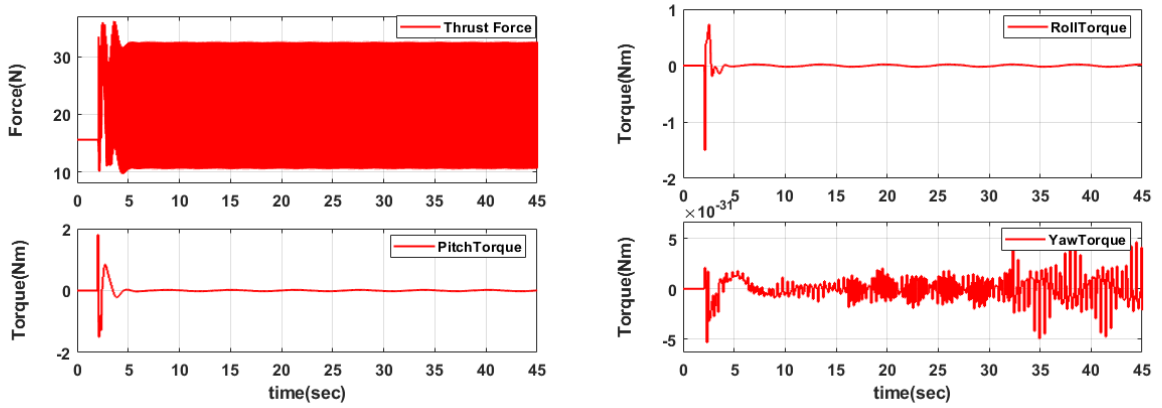 Thrust Force
Force(N)
30
20
10
0 5 10 15 20 25 30 35 40 45
RollTorque
Torque(Nm)
1
0
-1
-2
0 5 10 15 20 25 30 35 40 45
PitchTorque
Torque(Nm)
2
0
-2
0 5 10 15 20 25 30 35 40 45
time(sec)
×10-31
YawTorque
Torque(Nm)
5
0
-5
0 5 10 15 20 25 30 35 40 45
time(sec)